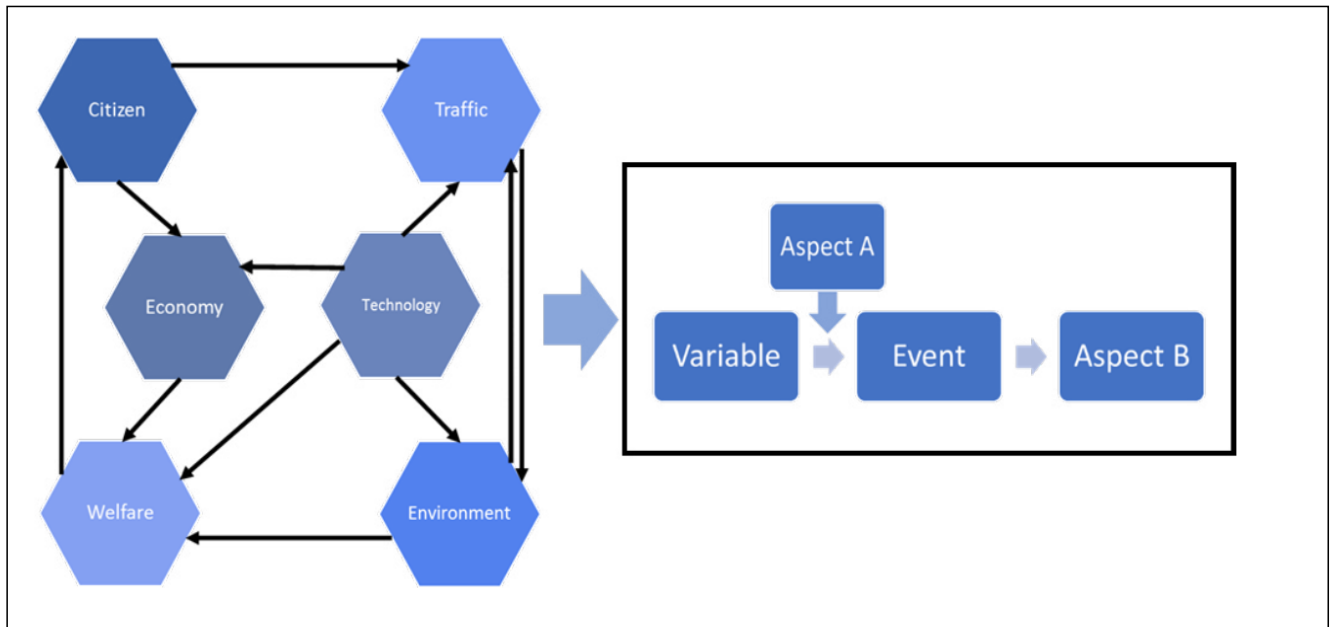 Citizen
Traffic
Economy
Technology
Welfare
Environment
Aspect A
Variable
Event
Aspect B